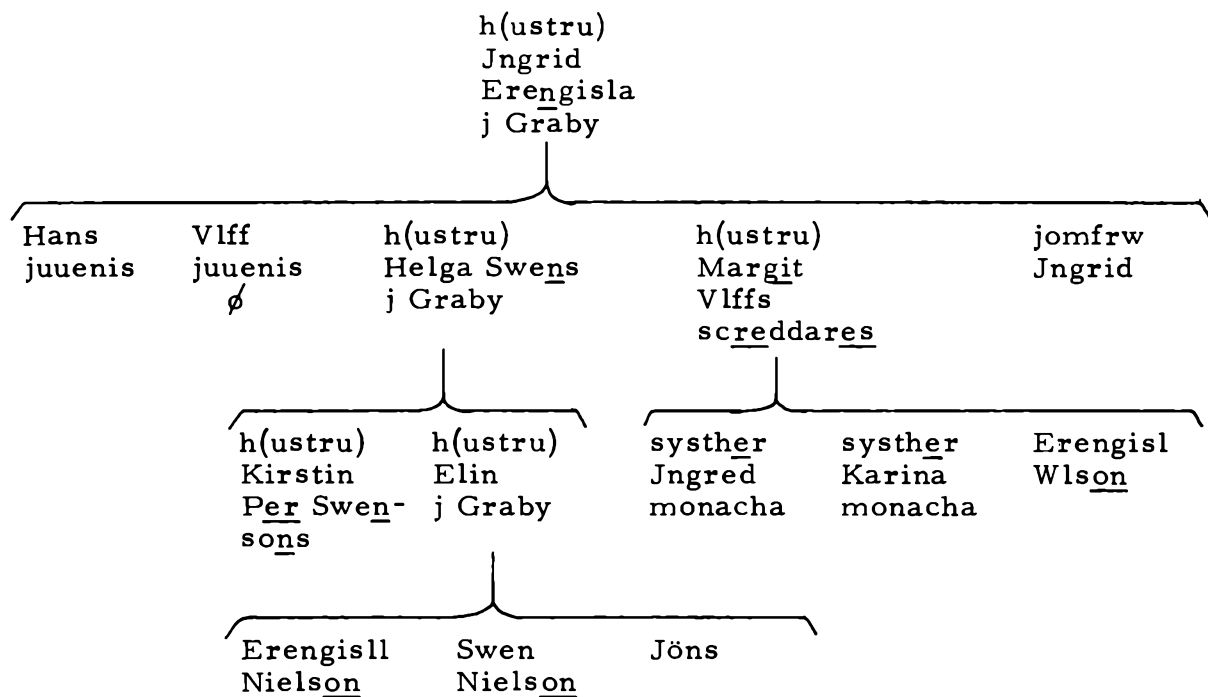 h(ustru)
Jngrid
Erengisla
j Graby
Hans
juuenis
Vlff
juuenis
ø
h(ustru)
Helga Swens
j Graby
h(ustru)
Margit
Vlffs
screddares
jomfrw
Jngrid
h(ustru)
Kirstin
Per Swen-
sons
h(ustru)
Elin
j Graby
systher
Jngred
monacha
systher
Karina
monacha
Erengisl
Wlson
Erengisll
Nielson
Swen
Nielson
Jöns